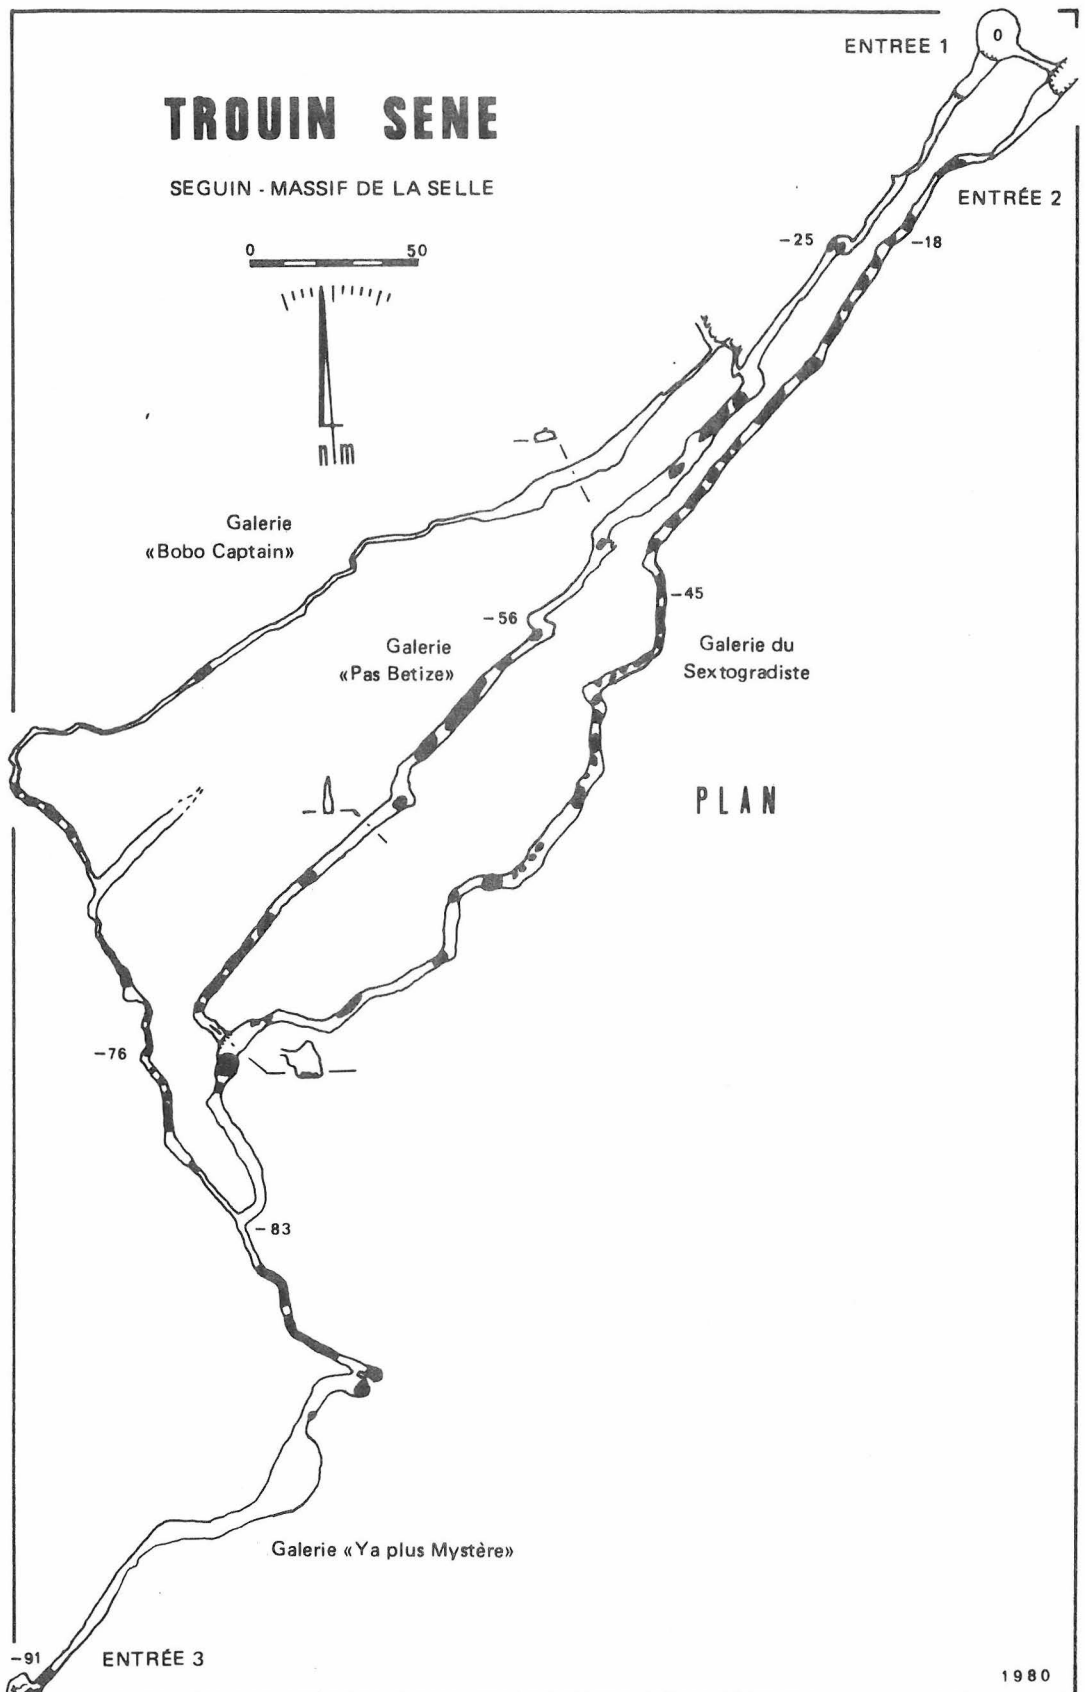 ENTREE 1
0
TROUIN SENE
SEGUIN - MASSIF DE LA SELLE
ENTRÉE 2
0 50
-25
-18
n m
Galerie
«Bobo Captain»
-45
-56
Galerie
«Pas Betize»
Galerie du
Sextogradiste
PLAN
-76
-83
Galerie «Ya plus Mystère»
-91
ENTRÉE 3
1980